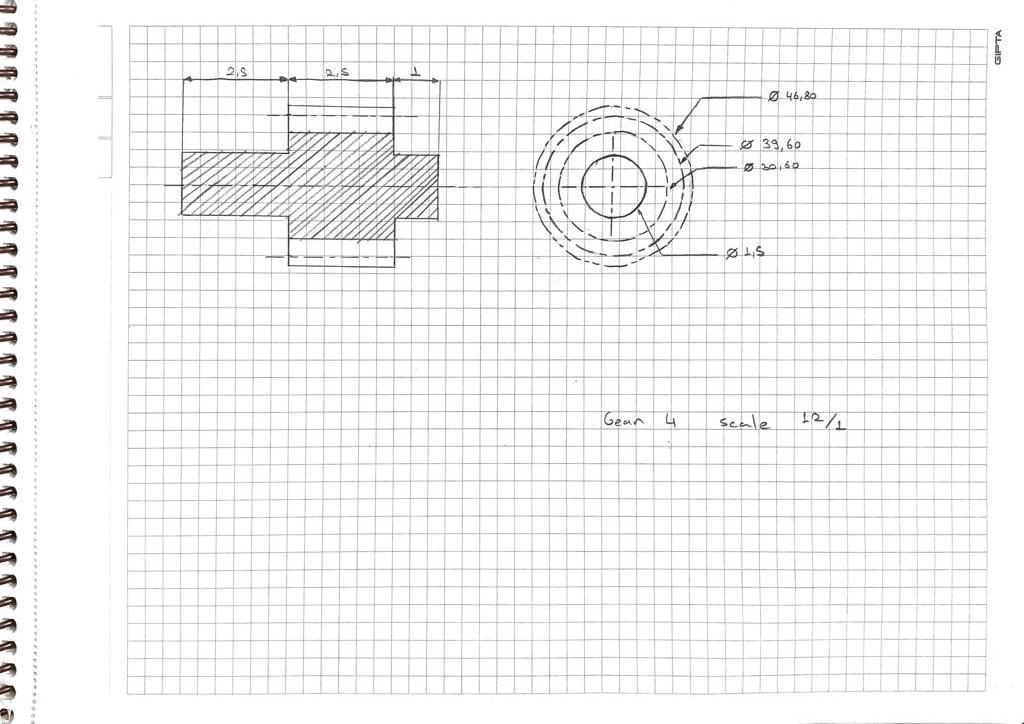 GIPTA
2,5 2,5 1
Ø 46,80
Ø 39,60
Ø 30,60
Ø 1,5
Gear 4 scale 12/1